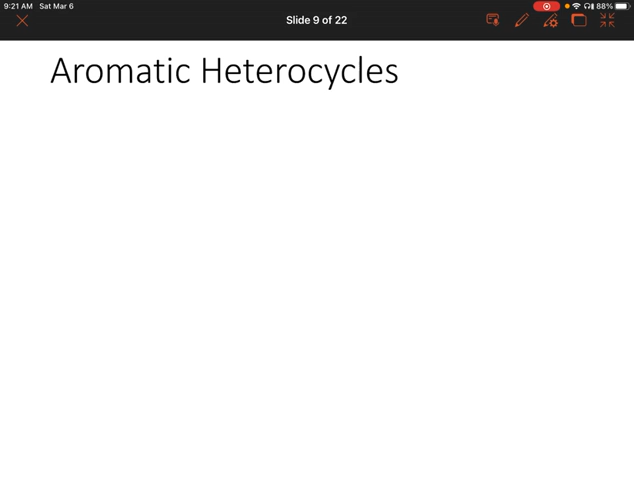 9:21 AM Sat Mar 6 88%
Slide 9 of 22
Aromatic Heterocycles